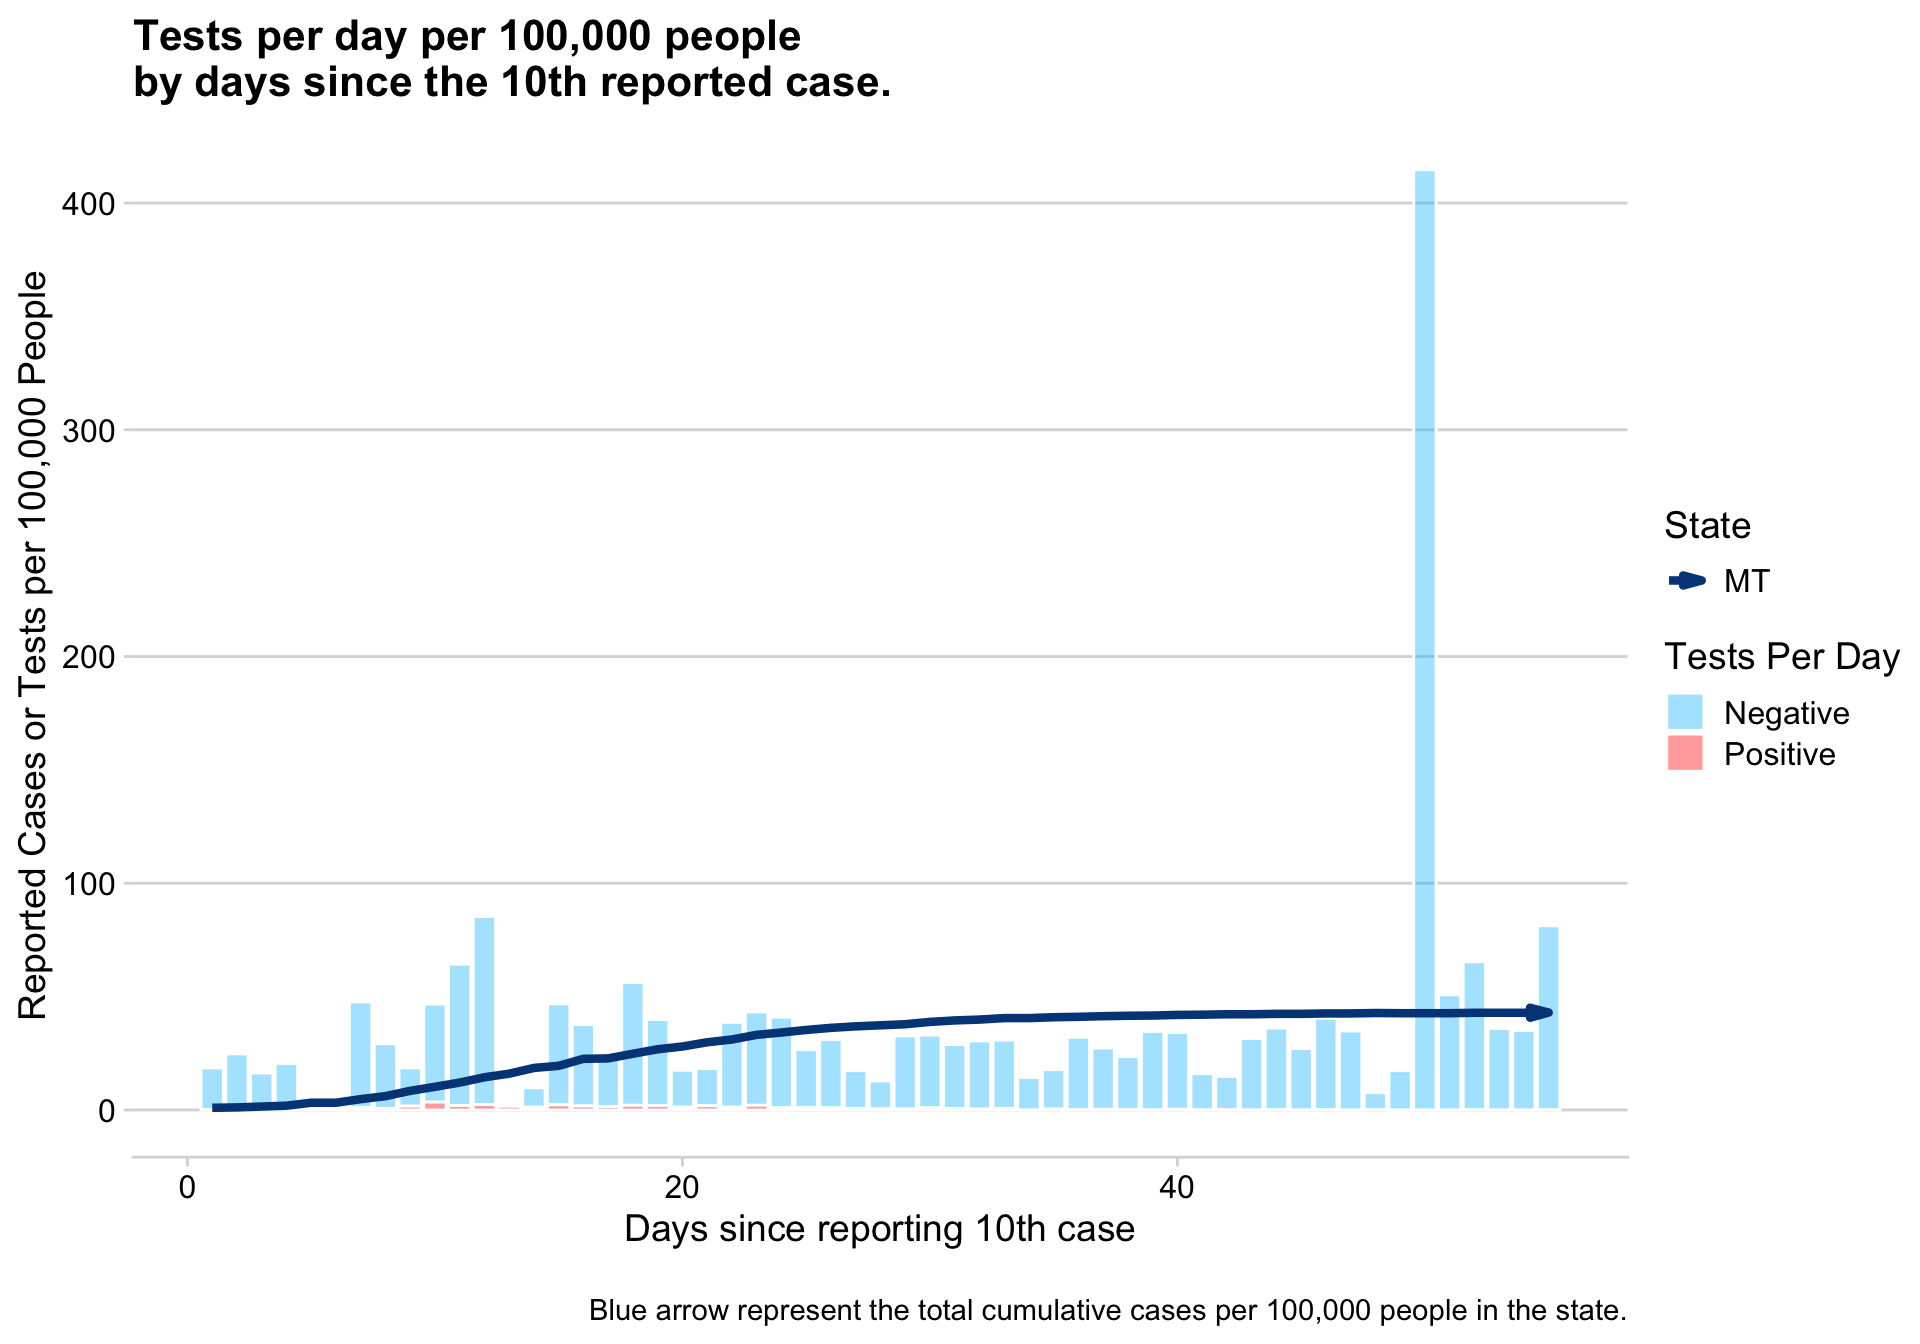 Tests per day per 100,000 people
by days since the 10th reported case.
Reported Cases or Tests per 100,000 People
400
300
200
100
0
0 20 40
Days since reporting 10th case
State
MT
Tests Per Day
Negative
Positive
Blue arrow represent the total cumulative cases per 100,000 people in the state.